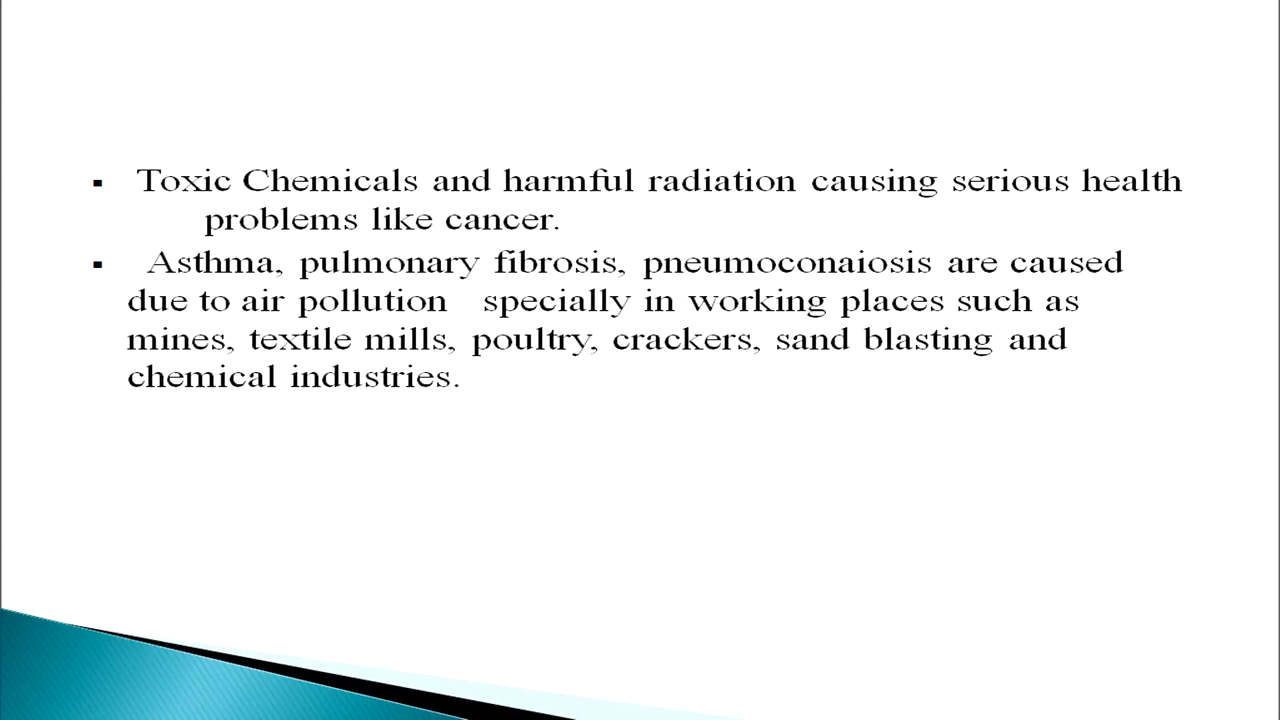 ▪ Toxic Chemicals and harmful radiation causing serious health
problems like cancer.
▪ Asthma, pulmonary fibrosis, pneumoconaiosis are caused
due to air pollution specially in working places such as
mines, textile mills, poultry, crackers, sand blasting and
chemical industries.